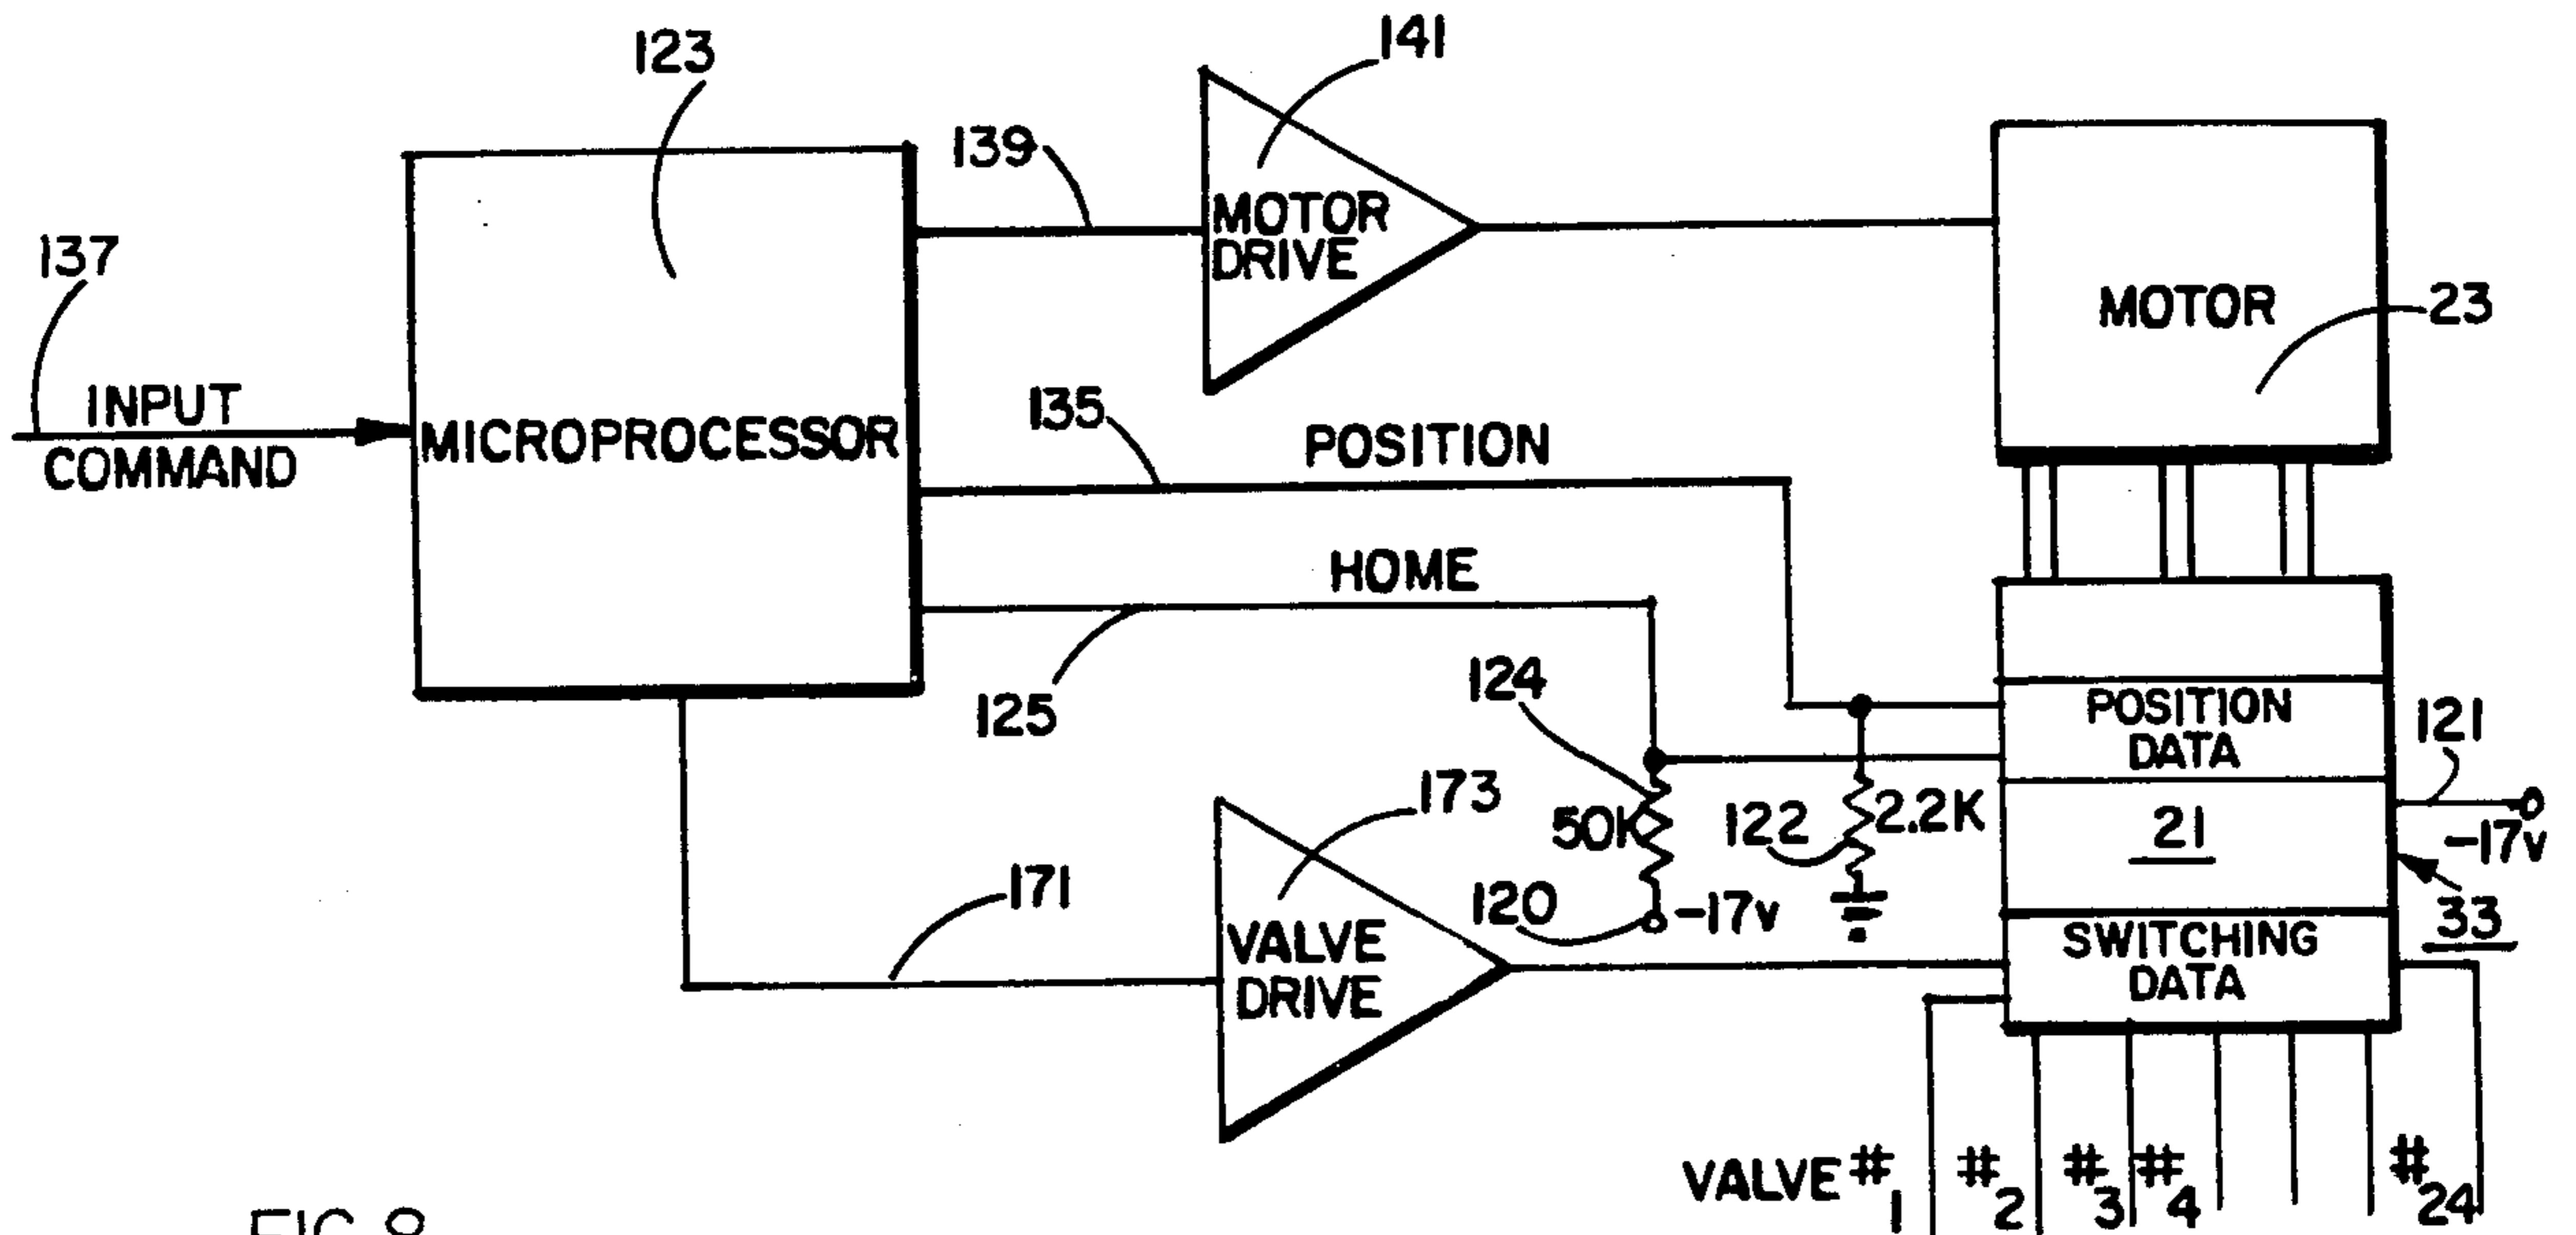 123
141
139
137
MOTOR
DRIVE
MOTOR
23
INPUT
COMMAND
MICROPROCESSOR
135
POSITION
HOME
125
124
POSITION
DATA
121
-17v
173
50K
122
2.2K
21
33
171
120
-17v
VALVE
DRIVE
SWITCHING
DATA
VALVE #1 #2 #3 #4 #24
FIG. 8